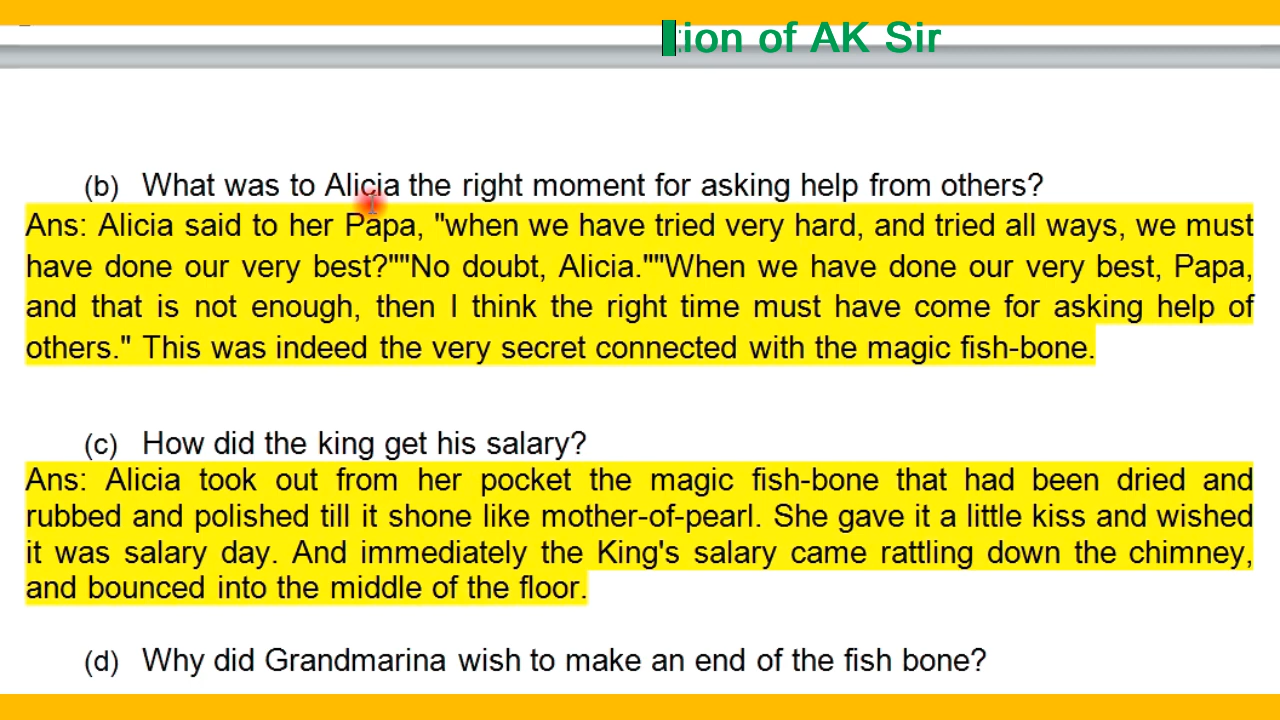 tion of AK Sir
(b) What was to Alicia the right moment for asking help from others?
Ans: Alicia said to her Papa, "when we have tried very hard, and tried all ways, we must
have done our very best?""No doubt, Alicia.""When we have done our very best, Papa,
and that is not enough, then I think the right time must have come for asking help of
others." This was indeed the very secret connected with the magic fish-bone.
(c) How did the king get his salary?
Ans: Alicia took out from her pocket the magic fish-bone that had been dried and
rubbed and polished till it shone like mother-of-pearl. She gave it a little kiss and wished
it was salary day. And immediately the King's salary came rattling down the chimney,
and bounced into the middle of the floor.
(d) Why did Grandmarina wish to make an end of the fish bone?